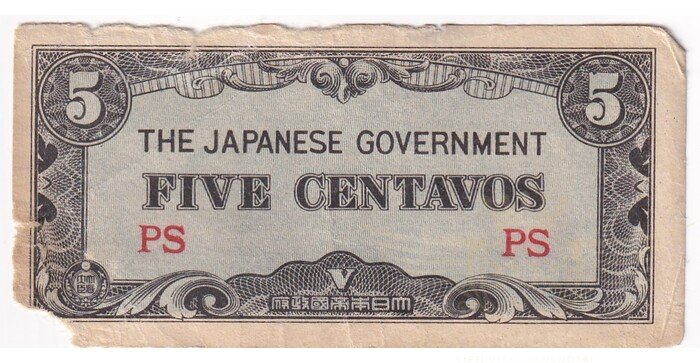 5 5
THE JAPANESE GOVERNMENT
FIVE CENTAVOS
PS PS
V
大日本帝國政府